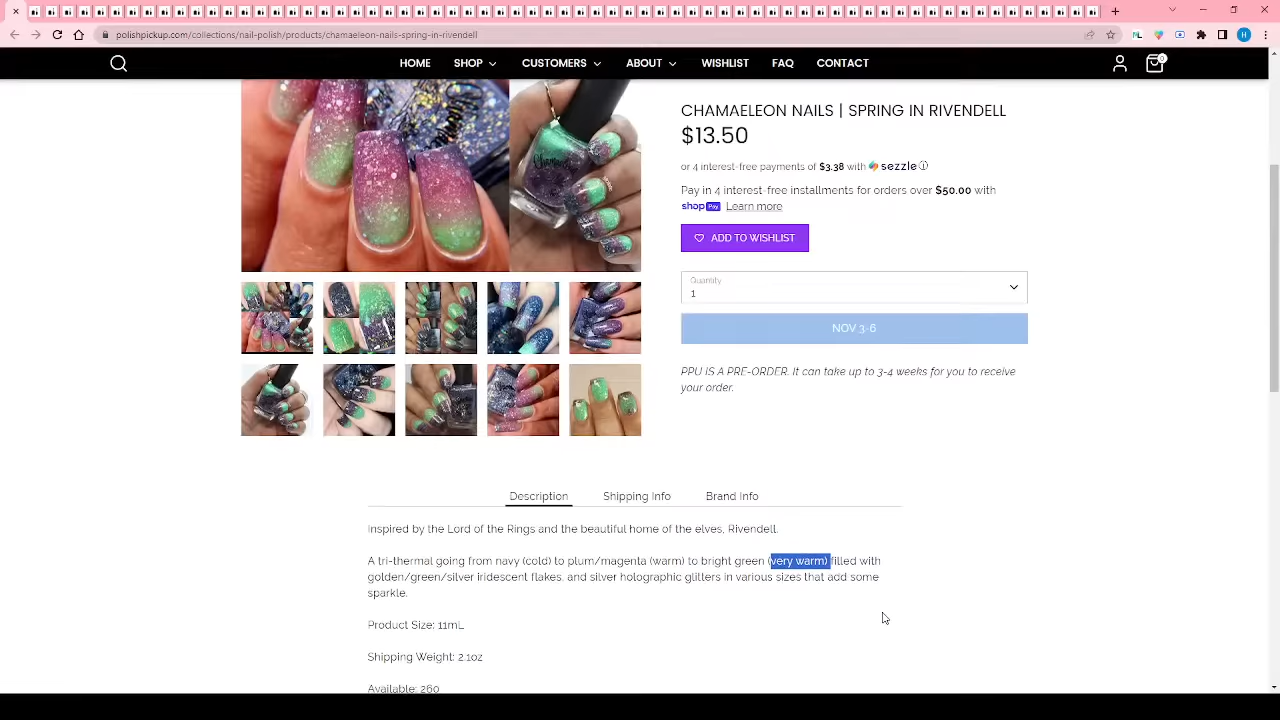 polishpickup.com/collections/nail-polish/products/chamaeleon-nails-spring-in-rivendell
H
HOME SHOP CUSTOMERS ABOUT WISHLIST FAQ CONTACT
0
CHAMAELEON NAILS | SPRING IN RIVENDELL
$13.50
or 4 interest-free payments of $3.38 with sezzle
Pay in 4 interest-free installments for orders over $50.00 with
shop Pay Learn more
ADD TO WISHLIST
Quantity
1
NOV 3-6
PPU IS A PRE-ORDER. It can take up to 3-4 weeks for you to receive
your order.
Description Shipping Info Brand Info
Inspired by the Lord of the Rings and the beautiful home of the elves, Rivendell.
A tri-thermal going from navy (cold) to plum/magenta (warm) to bright green (very warm) filled with
golden/green/silver iridescent flakes, and silver holographic glitters in various sizes that add some
sparkle.
Product Size: 11mL
Shipping Weight: 2.1oz
Available: 260